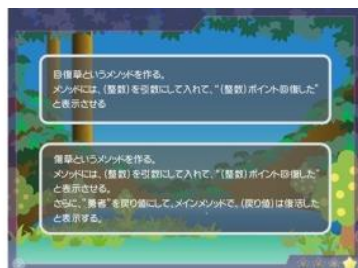 回復草というメソッドを作る。
メソッドには、(整数)を引数にして入れて、"(整数)ポイント回復した"
と表示させる
薬草というメソッドを作る。
メソッドには、(整数)を引数にして入れて、"(整数)ポイント回復した"
と表示させる。
さらに、"勇者"を戻り値にして、メインメソッドで、(戻り値)は復活した
と表示する。